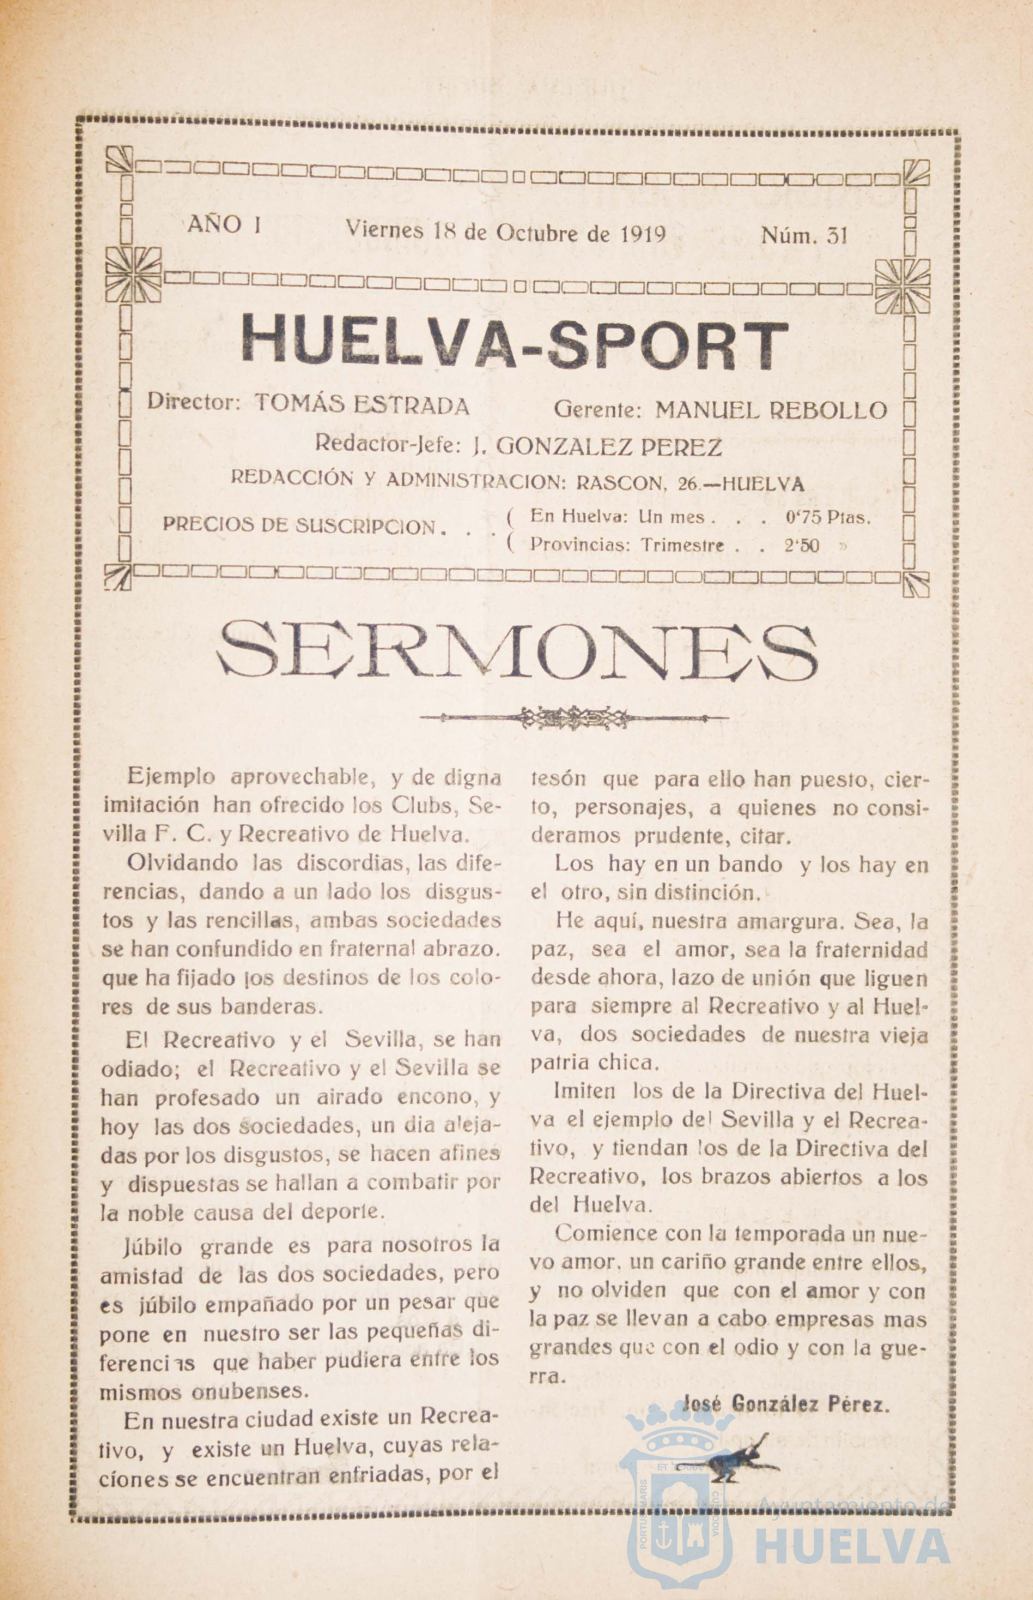 AÑO I Viernes 18 de Octubre de 1919 Núm. 31
HUELVA-SPORT
Director: TOMÁS ESTRADA Gerente: MANUEL REBOLLO
Redactor-Jefe: J. GONZALEZ PEREZ
REDACCIÓN Y ADMINISTRACION: RASCON, 26.—HUELVA
PRECIOS DE SUSCRIPCION. . .
( En Huelva: Un mes . . . 0'75 Ptas.
( Provincias: Trimestre . . 2'50 »
SERMONES
Ejemplo aprovechable, y de digna
imitación han ofrecido los Clubs, Se-
villa F. C. y Recreativo de Huelva.
Olvidando las discordias, las dife-
rencias, dando a un lado los disgus-
tos y las rencillas, ambas sociedades
se han confundido en fraternal abrazo.
que ha fijado los destinos de los colo-
res de sus banderas.
El Recreativo y el Sevilla, se han
odiado; el Recreativo y el Sevilla se
han profesado un airado encono, y
hoy las dos sociedades, un dia aleja-
das por los disgustos, se hacen afines
y dispuestas se hallan a combatir por
la noble causa del deporte.
Júbilo grande es para nosotros la
amistad de las dos sociedades, pero
es júbilo empañado por un pesar que
pone en nuestro ser las pequeñas di-
ferencias que haber pudiera entre los
mismos onubenses.
En nuestra ciudad existe un Recrea-
tivo, y existe un Huelva, cuyas rela-
ciones se encuentran enfriadas, por el
tesón que para ello han puesto, cier-
to, personajes, a quienes no consi-
deramos prudente, citar.
Los hay en un bando y los hay en
el otro, sin distinción.
He aquí, nuestra amargura. Sea, la
paz, sea el amor, sea la fraternidad
desde ahora, lazo de unión que liguen
para siempre al Recreativo y al Huel-
va, dos sociedades de nuestra vieja
patria chica.
Imiten los de la Directiva del Huel-
va el ejemplo del Sevilla y el Recrea-
tivo, y tiendan los de la Directiva del
Recreativo, los brazos abiertos a los
del Huelva.
Comience con la temporada un nue-
vo amor, un cariño grande entre ellos,
y no olviden que con el amor y con
la paz se llevan a cabo empresas mas
grandes que con el odio y con la gue-
rra.
José González Pérez.
PORTUS MARIS ET TERRAE CUSTODIA
Ayuntamiento de
HUELVA